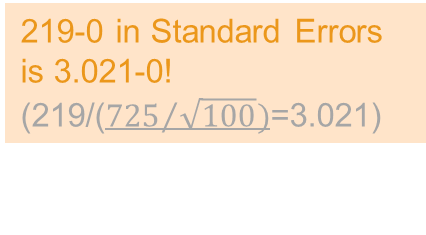 219-0 in Standard Errors
is 3.021-0!
(219/(725/√100)=3.021)